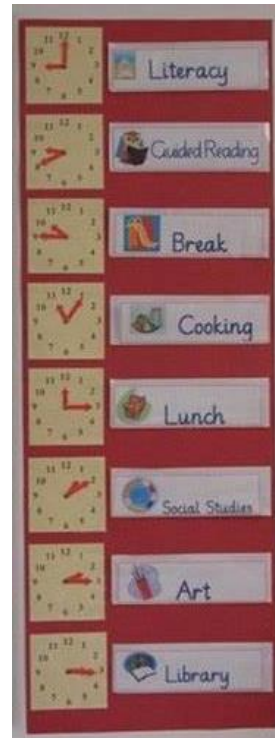 Literacy
Guided Reading
Break
Cooking
Lunch
Social Studies
Art
Library